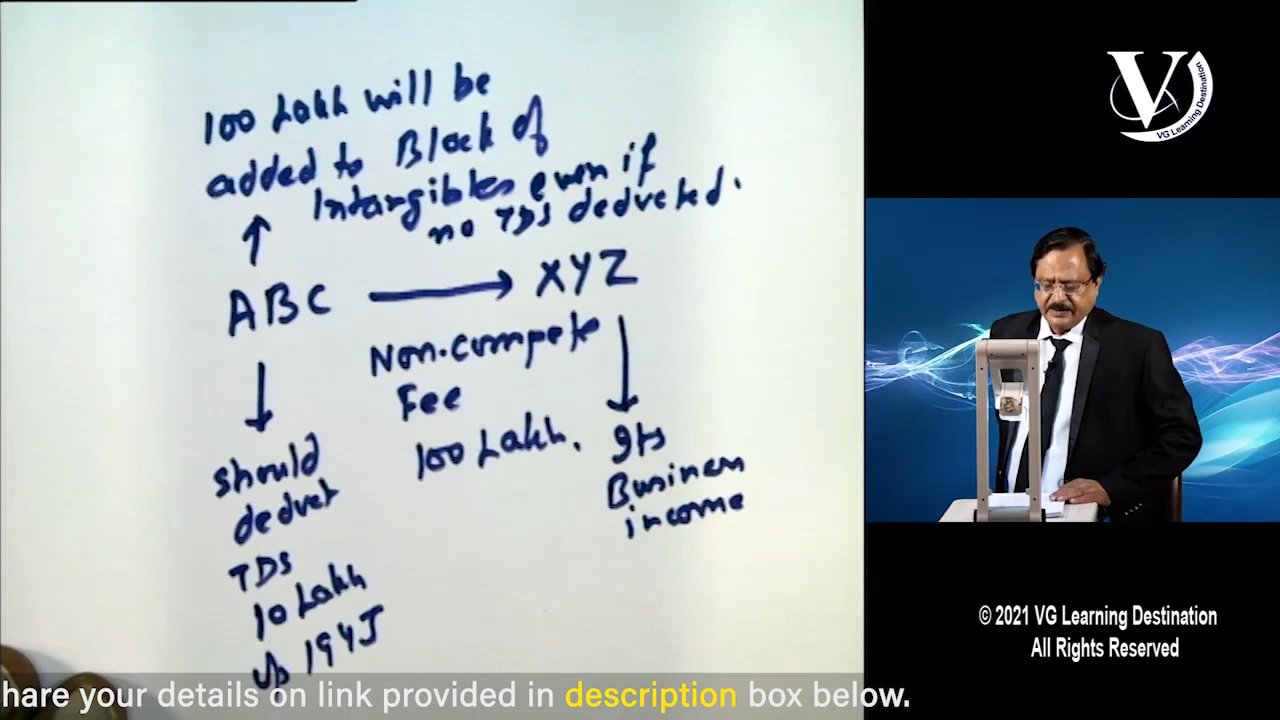 100 Lakh will be
added to Block of
Intangibles even if
no TDS deducted.
↑
ABC → XYZ
Non-compete
Fee
100 Lakh.
↓
should
deduct
TDS
10 Lakh
u/s 194J
↓
Its
Business
income
V
VG Learning Destination
© 2021 VG Learning Destination
All Rights Reserved
hare your details on link provided in description box below.